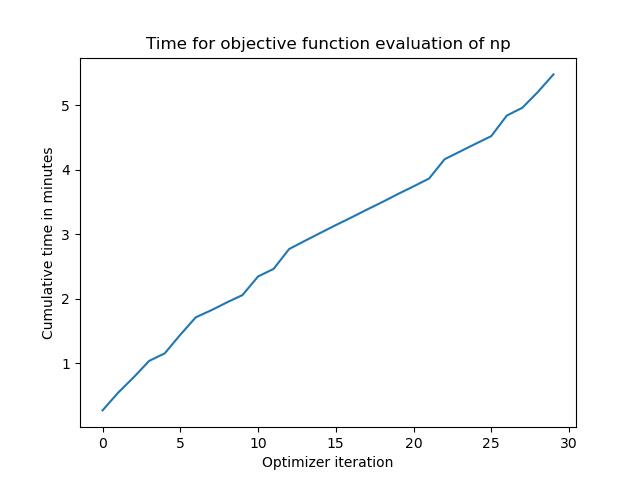 Time for objective function evaluation of np
Cumulative time in minutes
5
4
3
2
1
0 5 10 15 20 25 30
Optimizer iteration